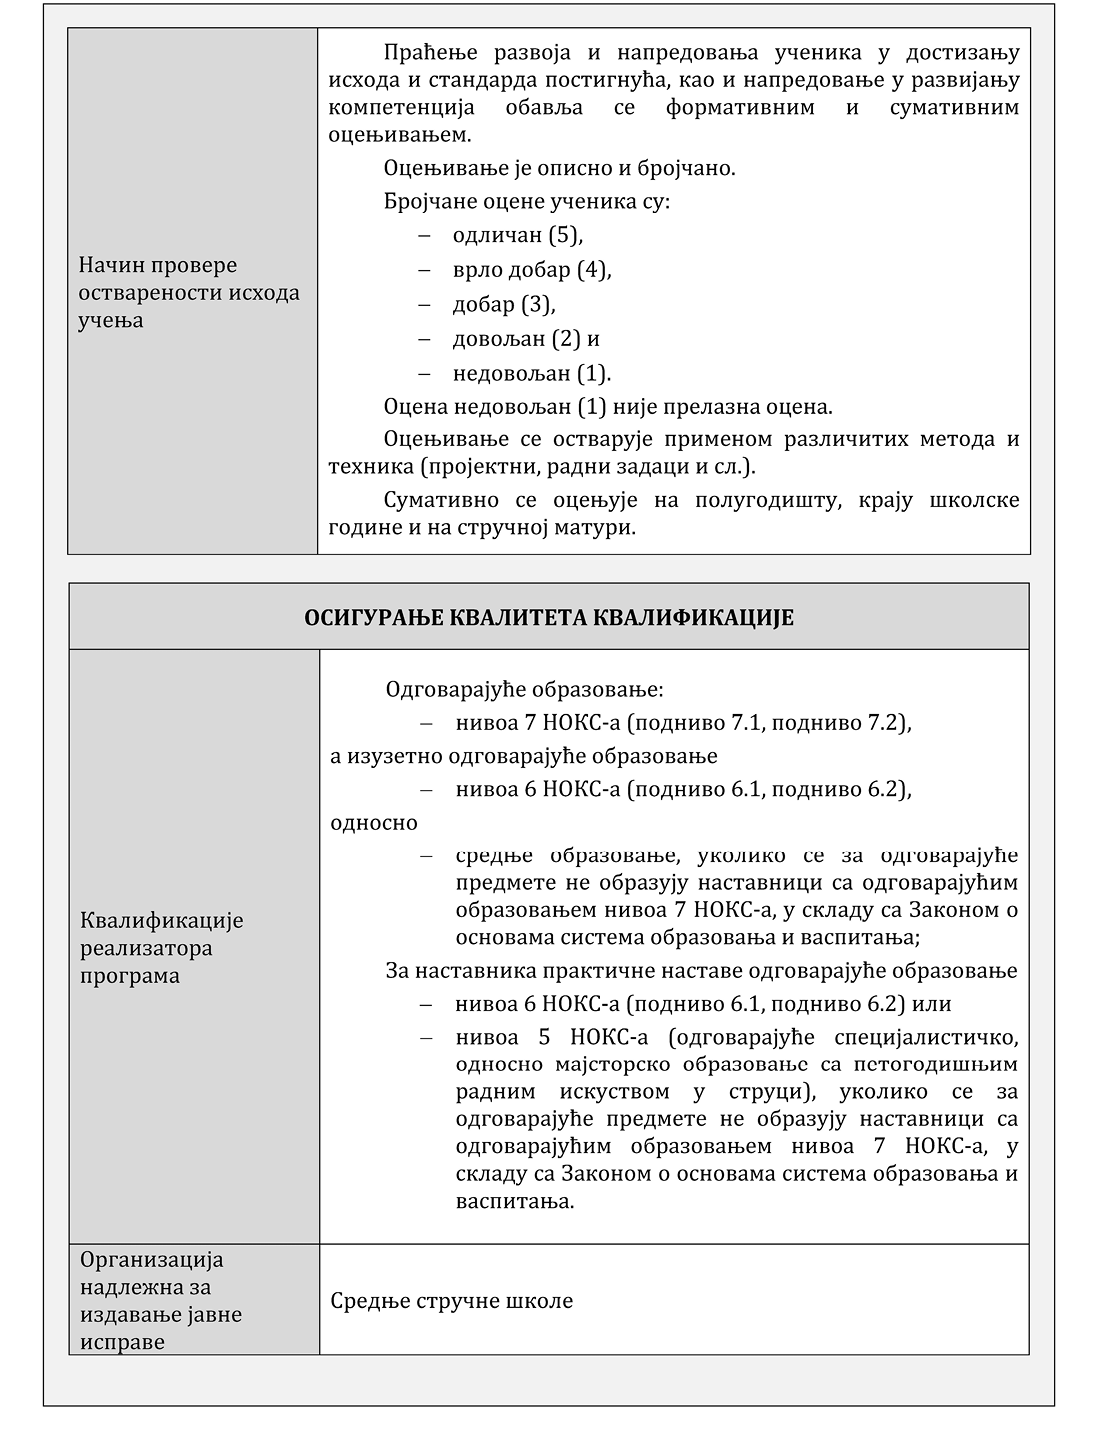 Начин провере
остварености исхода
учења
Праћење развоја и напредовања ученика у достизању
исхода и стандарда постигнућа, као и напредовање у развијању
компетенција обавља се формативним и сумативним
оцењивањем.
Оцењивање је описно и бројчано.
Бројчане оцене ученика су:
– одличан (5),
– врло добар (4),
– добар (3),
– довољан (2) и
– недовољан (1).
Оцена недовољан (1) није прелазна оцена.
Оцењивање се остварује применом различитих метода и
техника (пројектни, радни задаци и сл.).
Сумативно се оцењује на полугодишту, крају школске
године и на стручној матури.
ОСИГУРАЊЕ КВАЛИТЕТА КВАЛИФИКАЦИЈЕ
Квалификације
реализатора
програма
Одговарајуће образовање:
– нивоа 7 НОКС-а (подниво 7.1, подниво 7.2),
а изузетно одговарајуће образовање
– нивоа 6 НОКС-а (подниво 6.1, подниво 6.2),
односно
– средње образовање, уколико се за одговарајуће
предмете не образују наставници са одговарајућим
образовањем нивоа 7 НОКС-а, у складу са Законом о
основама система образовања и васпитања;
За наставника практичне наставе одговарајуће образовање
– нивоа 6 НОКС-а (подниво 6.1, подниво 6.2) или
– нивоа 5 НОКС-а (одговарајуће специјалистичко,
односно мајсторско образовање са петогодишњим
радним искуством у струци), уколико се за
одговарајуће предмете не образују наставници са
одговарајућим образовањем нивоа 7 НОКС-а, у
складу са Законом о основама система образовања и
васпитања.
Организација
надлежна за
издавање јавне
исправе
Средње стручне школе